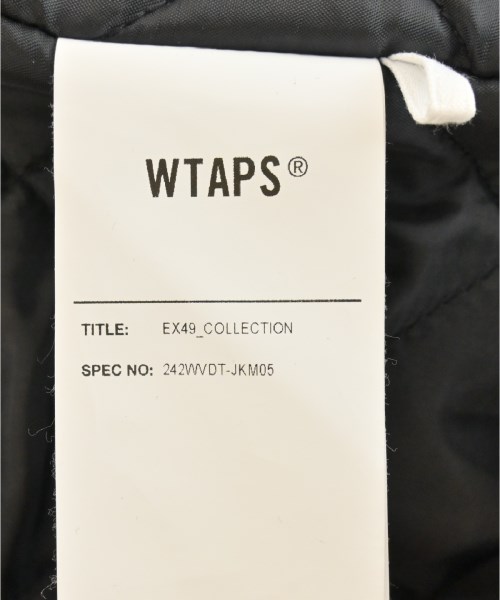 WTAPS®
TITLE: EX49_COLLECTION
SPEC NO: 242WVDT-JKM05